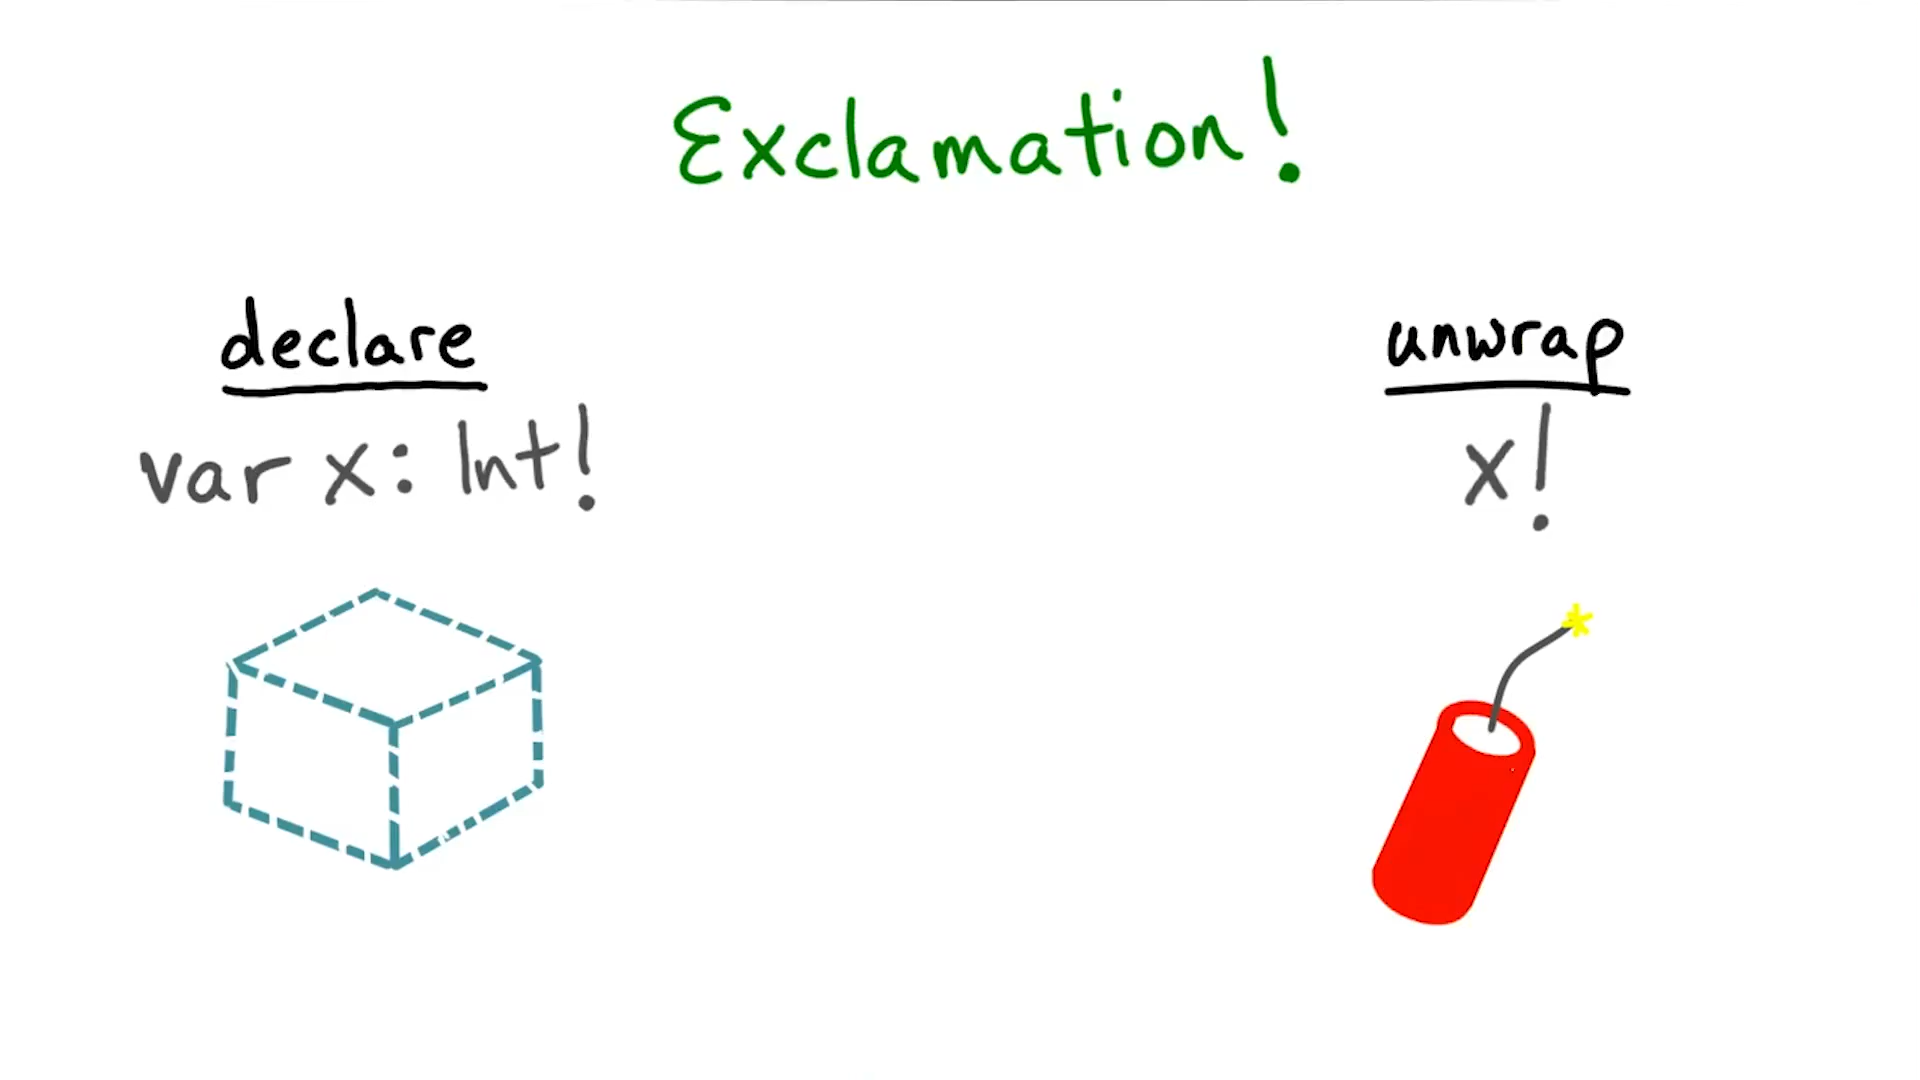 Exclamation!
declare
var x: Int!
unwrap
x!